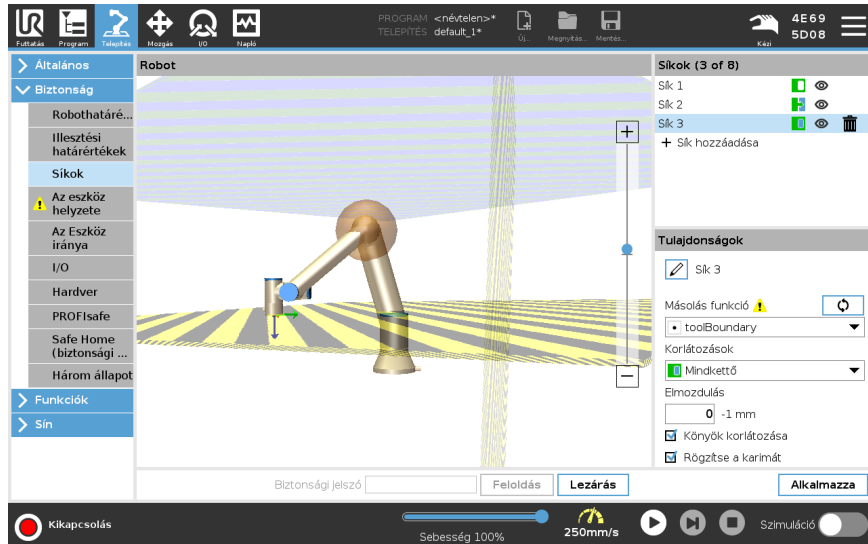 Futtatás
Program
Telepítés
Mozgás
I/O
Napló
PROGRAM <névtelen>*
TELEPÍTÉS default_1*
Új...
Megnyitás...
Mentés...
Kézi
4E69
5D08
Általános
Biztonság
Robothatáré...
Illesztési
határértékek
Síkok
Az eszköz
helyzete
Az Eszköz
iránya
I/O
Hardver
PROFIsafe
Safe Home
(biztonsági ...
Három állapot
Funkciók
Sín
Robot
Síkok (3 of 8)
Sík 1
Sík 2
Sík 3
+ Sík hozzáadása
Tulajdonságok
Sík 3
Másolás funkció
toolBoundary
Korlátozások
Mindkettő
Elmozdulás
0 -1 mm
Könyök korlátozása
Rögzítse a karimát
Biztonsági jelszó
Feloldás
Lezárás
Alkalmazza
Kikapcsolás
Sebesség 100%
250mm/s
Szimuláció